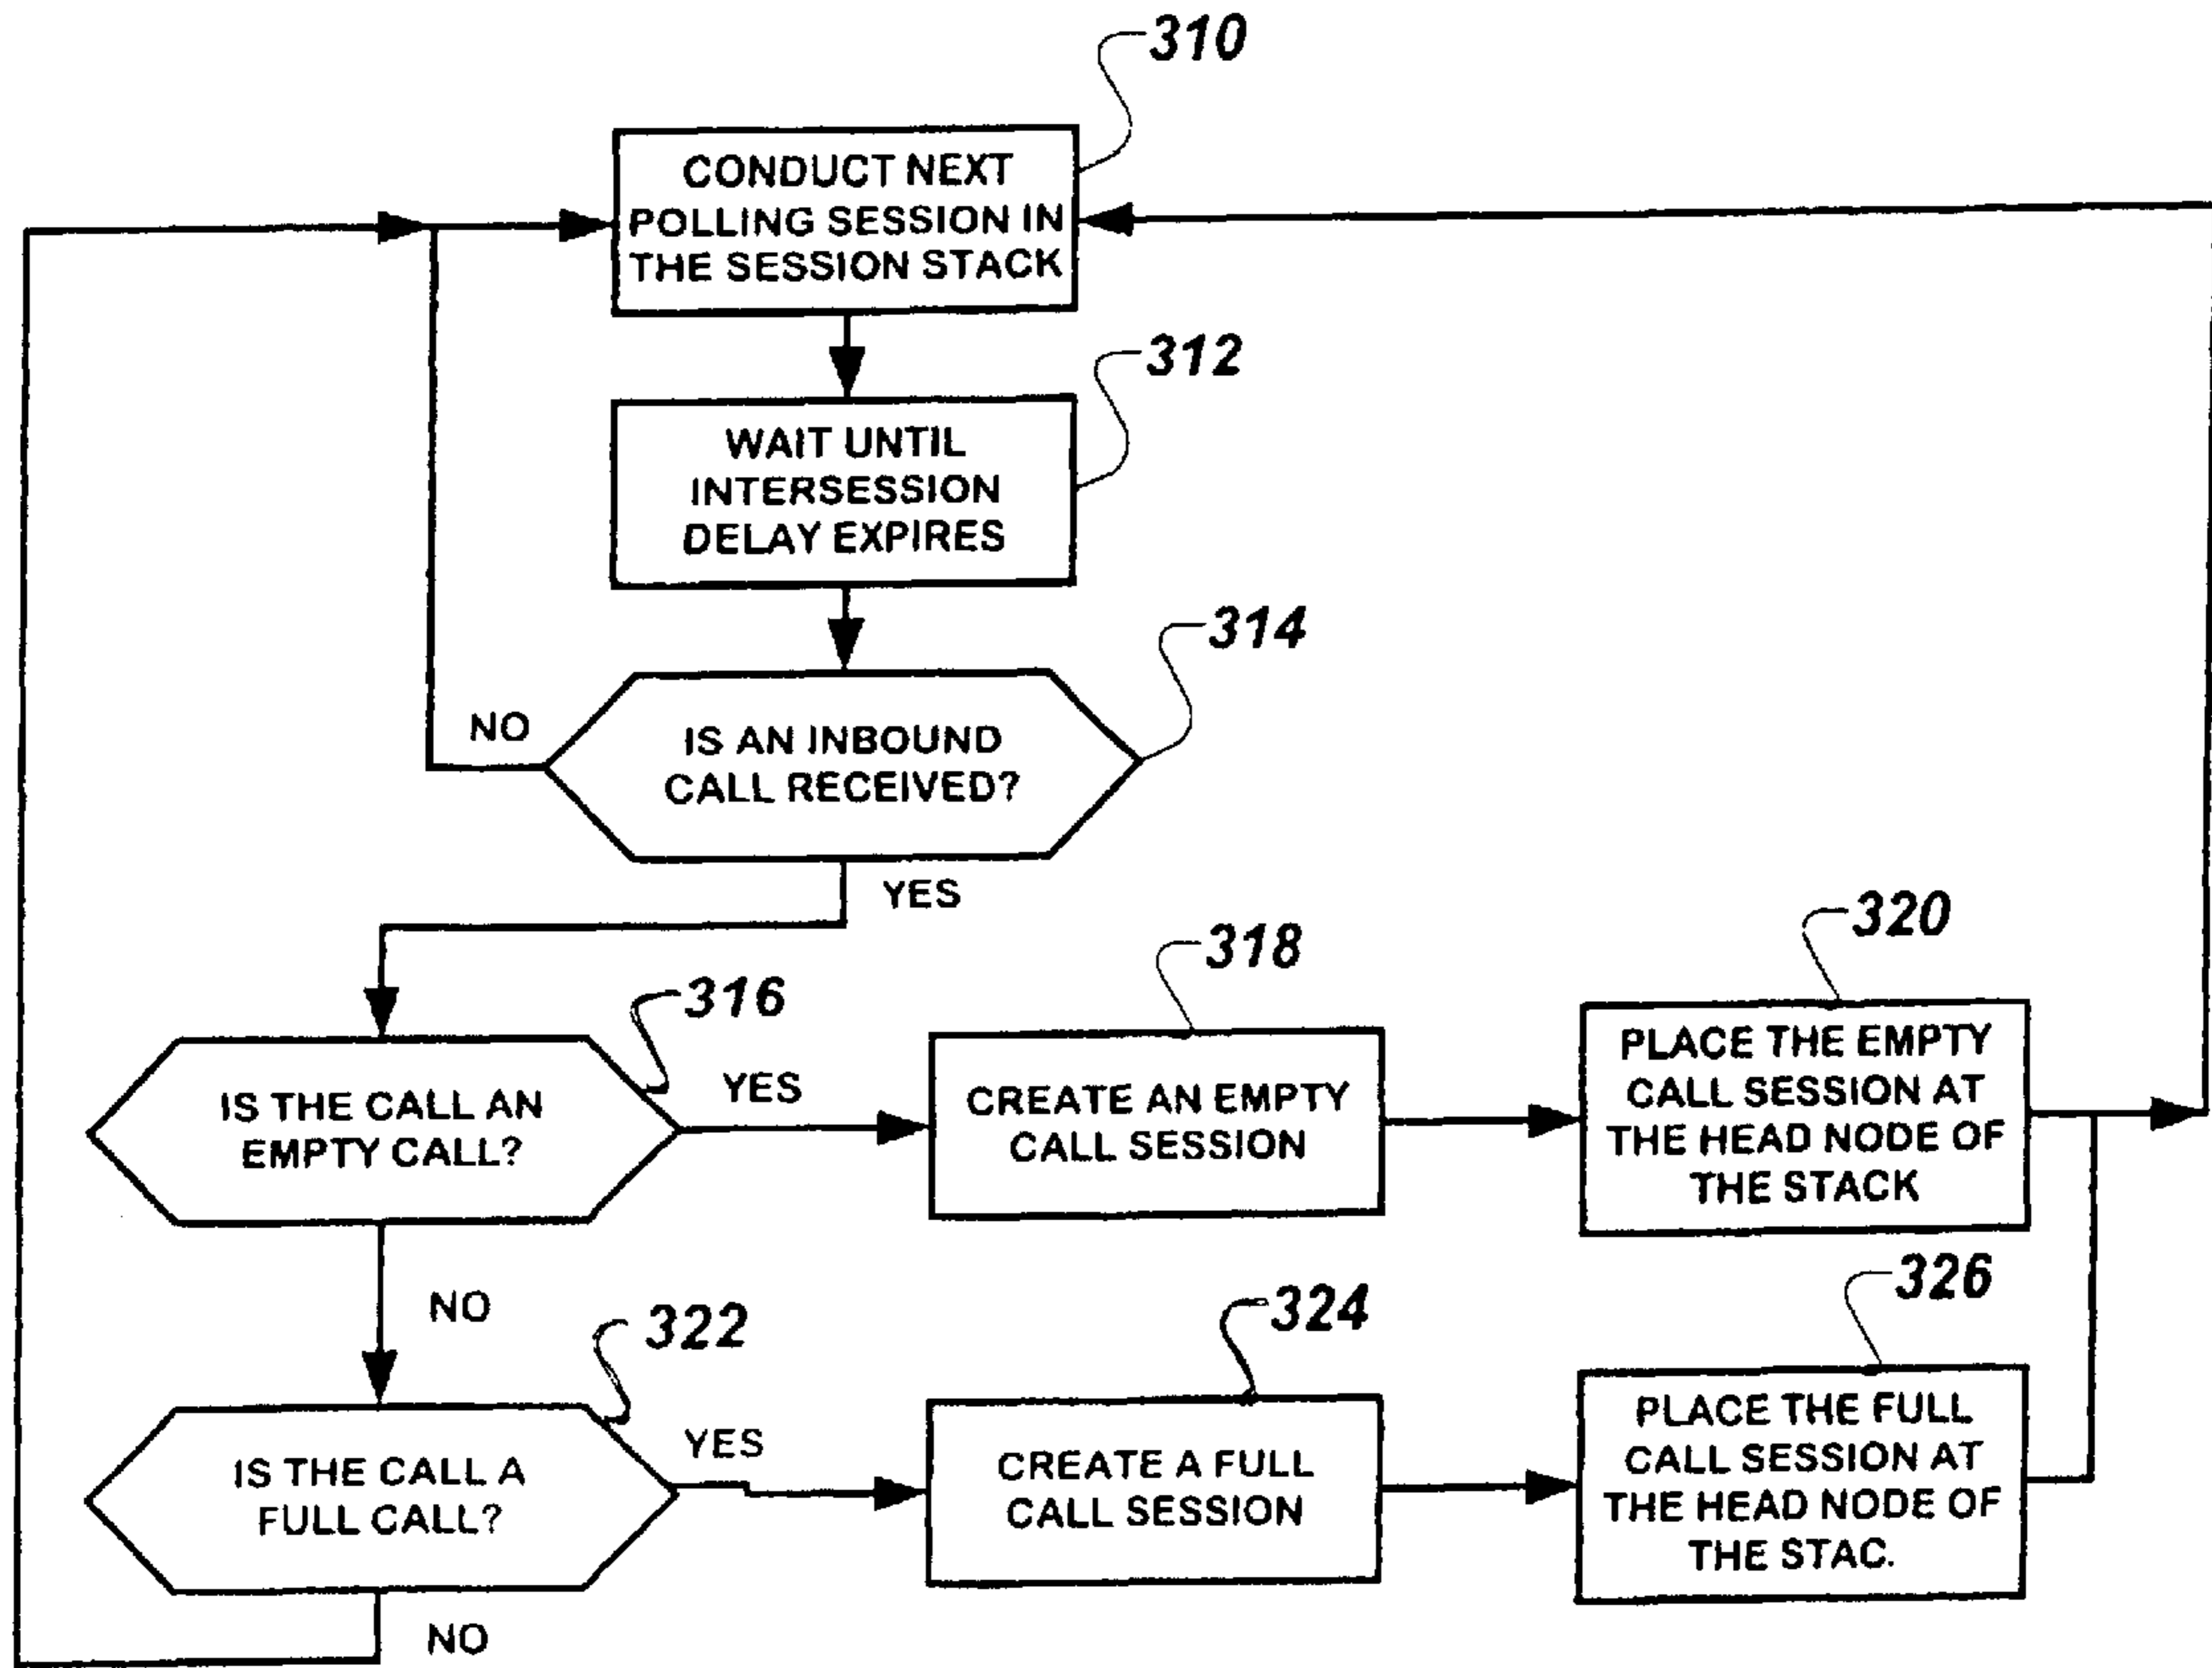 310
CONDUCT NEXT
POLLING SESSION IN
THE SESSION STACK
312
WAIT UNTIL
INTERSESSION
DELAY EXPIRES
314
IS AN INBOUND
CALL RECEIVED?
NO
YES
316
IS THE CALL AN
EMPTY CALL?
YES
318
CREATE AN EMPTY
CALL SESSION
320
PLACE THE EMPTY
CALL SESSION AT
THE HEAD NODE OF
THE STACK
NO
322
IS THE CALL A
FULL CALL?
YES
324
CREATE A FULL
CALL SESSION
326
PLACE THE FULL
CALL SESSION AT
THE HEAD NODE OF
THE STAC.
NO